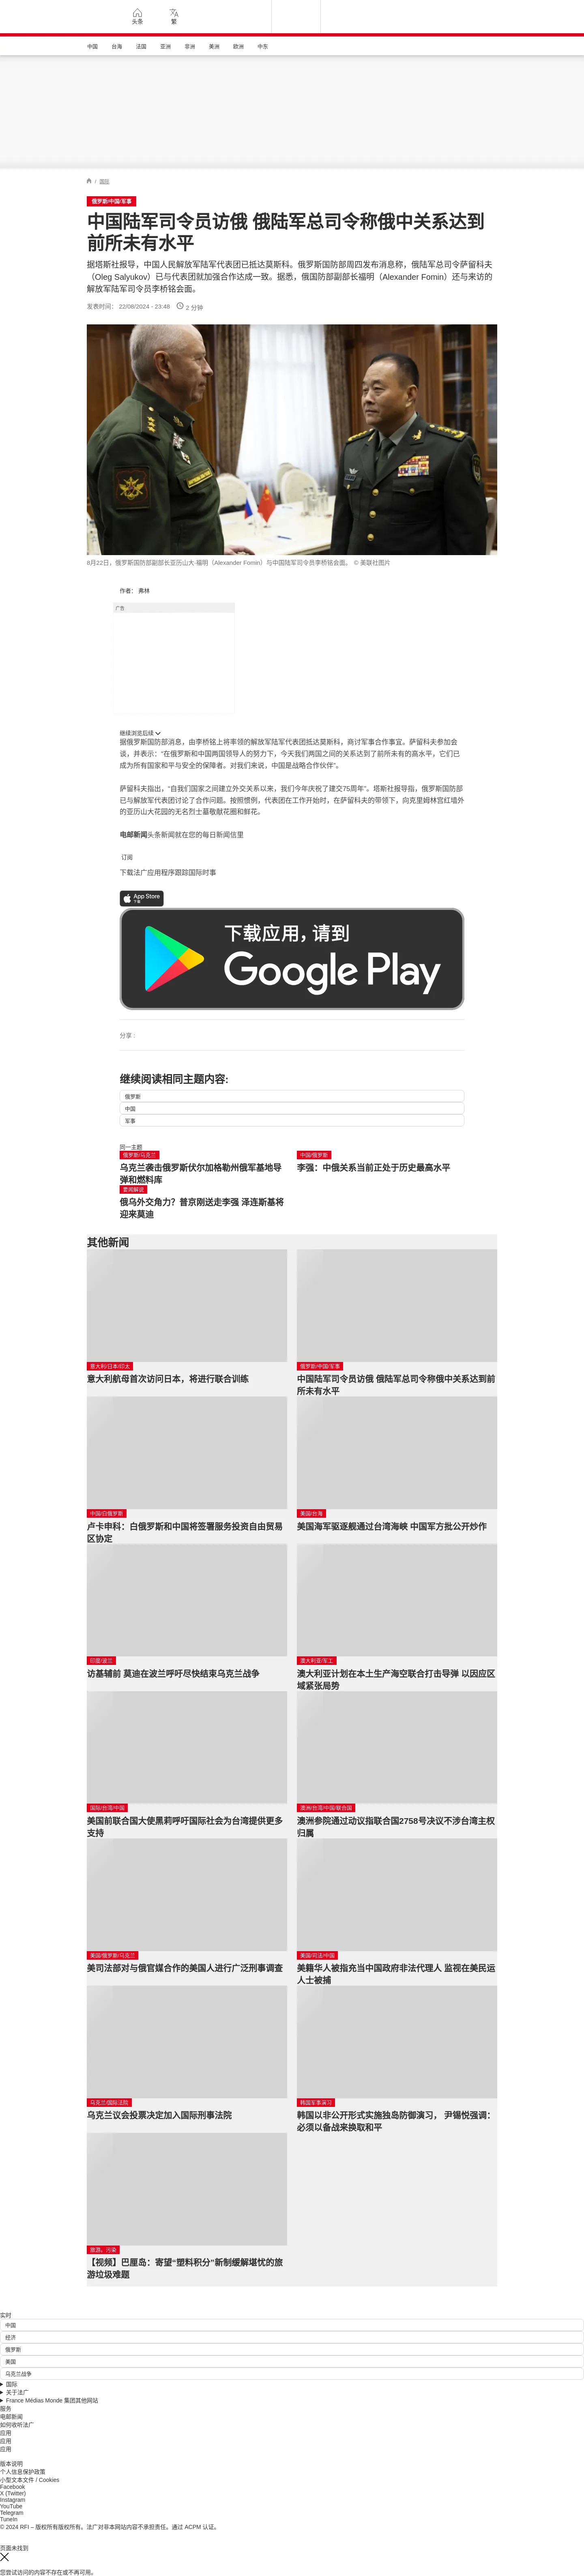 头条
繁
中国
台海
法国
亚洲
非洲
美洲
欧洲
中东
/ 国际
俄罗斯/中国/军事
中国陆军司令员访俄 俄陆军总司令称俄中关系达到
前所未有水平
据塔斯社报导，中国人民解放军陆军代表团已抵达莫斯科。俄罗斯国防部周四发布消息称，俄陆军总司令萨留科夫
（Oleg Salyukov）已与代表团就加强合作达成一致。据悉，俄国防部副部长福明（Alexander Fomin）还与来访的
解放军陆军司令员李桥铭会面。
发表时间： 22/08/2024 - 23:48
2 分钟
8月22日，俄罗斯国防部副部长亚历山大·福明（Alexander Fomin）与中国陆军司令员李桥铭会面。 © 美联社图片
作者： 弗林
广告
继续浏览后续
据俄罗斯国防部消息，由李桥铭上将率领的解放军陆军代表团抵达莫斯科，商讨军事合作事宜。萨留科夫参加会
谈，并表示：“在俄罗斯和中国两国领导人的努力下，今天我们两国之间的关系达到了前所未有的高水平，它们已
成为所有国家和平与安全的保障者。对我们来说，中国是战略合作伙伴”。
萨留科夫指出，“自我们国家之间建立外交关系以来，我们今年庆祝了建交75周年”。塔斯社报导指，俄罗斯国防部
已与解放军代表团讨论了合作问题。按照惯例，代表团在工作开始时，在萨留科夫的带领下，向克里姆林宫红墙外
的亚历山大花园的无名烈士墓敬献花圈和鲜花。
电邮新闻头条新闻就在您的每日新闻信里
订阅
下载法广应用程序跟踪国际时事
App Store
下载
下载应用，请到
Google Play
分享 :
继续阅读相同主题内容:
俄罗斯
中国
军事
同一主题
俄罗斯/乌克兰
乌克兰袭击俄罗斯伏尔加格勒州俄军基地导
弹和燃料库
中国/俄罗斯
李强：中俄关系当前正处于历史最高水平
要闻解说
俄乌外交角力？普京刚送走李强 泽连斯基将
迎来莫迪
其他新闻
意大利/日本/印太
意大利航母首次访问日本，将进行联合训练
俄罗斯/中国/军事
中国陆军司令员访俄 俄陆军总司令称俄中关系达到前
所未有水平
中国/白俄罗斯
卢卡申科：白俄罗斯和中国将签署服务投资自由贸易
区协定
美国/台海
美国海军驱逐舰通过台湾海峡 中国军方批公开炒作
印度/波兰
访基辅前 莫迪在波兰呼吁尽快结束乌克兰战争
澳大利亚/军工
澳大利亚计划在本土生产海空联合打击导弹 以因应区
域紧张局势
国际/台湾/中国
美国前联合国大使黑莉呼吁国际社会为台湾提供更多
支持
澳洲/台湾/中国/联合国
澳洲参院通过动议指联合国2758号决议不涉台湾主权
归属
美国/俄罗斯/乌克兰
美司法部对与俄官媒合作的美国人进行广泛刑事调查
美国/司法/中国
美籍华人被指充当中国政府非法代理人 监视在美民运
人士被捕
乌克兰/国际法院
乌克兰议会投票决定加入国际刑事法院
韩国军事演习
韩国以非公开形式实施独岛防御演习， 尹锡悦强调：
必须以备战来换取和平
旅游。污染
【视频】巴厘岛：寄望“塑料积分”新制缓解堪忧的旅
游垃圾难题
实时
中国
经济
俄罗斯
美国
乌克兰战争
国际
关于法广
France Médias Monde 集团其他网站
服务
电邮新闻
如何收听法广
应用
应用
应用
版本说明
个人信息保护政策
小型文本文件 / Cookies
Facebook
X (Twitter)
Instagram
YouTube
Telegram
TuneIn
© 2024 RFI – 版权所有版权所有。法广对非本网站内容不承担责任。通过 ACPM 认证。
页面未找到
您尝试访问的内容不存在或不再可用。